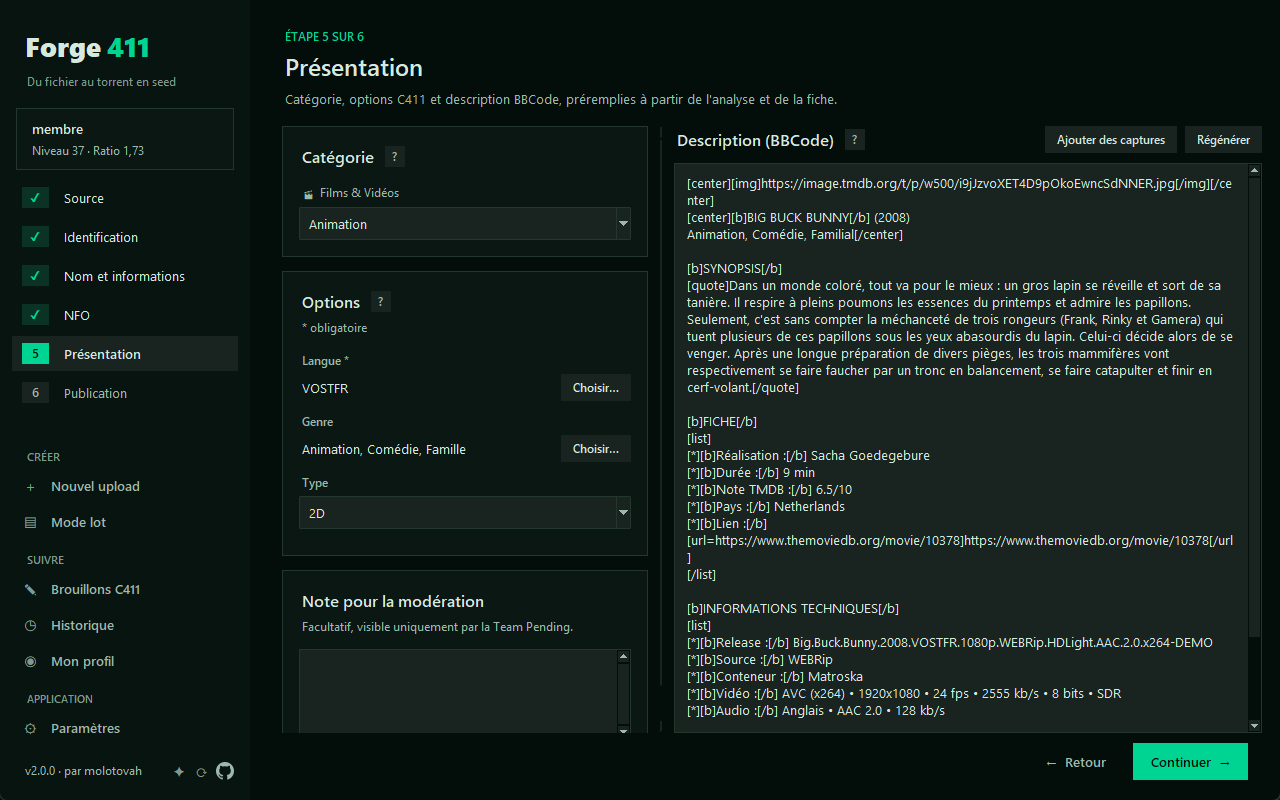 Forge 411
Du fichier au torrent en seed
membre
Niveau 37 · Ratio 1,73
✓ Source
✓ Identification
✓ Nom et informations
✓ NFO
5 Présentation
6 Publication
CRÉER
+ Nouvel upload
Mode lot
SUIVRE
Brouillons C411
Historique
Mon profil
APPLICATION
Paramètres
v2.0.0 · par molotovah
ÉTAPE 5 SUR 6
Présentation
Catégorie, options C411 et description BBCode, préremplies à partir de l'analyse et de la fiche.
Catégorie ?
Films & Vidéos
Animation
Options ?
* obligatoire
Langue *
VOSTFR Choisir...
Genre
Animation, Comédie, Famille Choisir...
Type
2D
Note pour la modération
Facultatif, visible uniquement par la Team Pending.
Description (BBCode) ? Ajouter des captures Régénérer
[center][img]https://image.tmdb.org/t/p/w500/i9jJzvoXET4D9pOkoEwncSdNNER.jpg[/img][/ce
nter]
[center][b]BIG BUCK BUNNY[/b] (2008)
Animation, Comédie, Familial[/center]
[b]SYNOPSIS[/b]
[quote]Dans un monde coloré, tout va pour le mieux : un gros lapin se réveille et sort de sa
tanière. Il respire à pleins poumons les essences du printemps et admire les papillons.
Seulement, c'est sans compter la méchanceté de trois rongeurs (Frank, Rinky et Gamera) qui
tuent plusieurs de ces papillons sous les yeux abasourdis du lapin. Celui-ci décide alors de se
venger. Après une longue préparation de divers pièges, les trois mammifères vont
respectivement se faire faucher par un tronc en balancement, se faire catapulter et finir en
cerf-volant.[/quote]
[b]FICHE[/b]
[list]
[*][b]Réalisation :[/b] Sacha Goedegebure
[*][b]Durée :[/b] 9 min
[*][b]Note TMDB :[/b] 6.5/10
[*][b]Pays :[/b] Netherlands
[*][b]Lien :[/b]
[url=https://www.themoviedb.org/movie/10378]https://www.themoviedb.org/movie/10378[/url
]
[/list]
[b]INFORMATIONS TECHNIQUES[/b]
[list]
[*][b]Release :[/b] Big.Buck.Bunny.2008.VOSTFR.1080p.WEBRip.HDLight.AAC.2.0.x264-DEMO
[*][b]Source :[/b] WEBRip
[*][b]Conteneur :[/b] Matroska
[*][b]Vidéo :[/b] AVC (x264) • 1920x1080 • 24 fps • 2555 kb/s • 8 bits • SDR
[*][b]Audio :[/b] Anglais • AAC 2.0 • 128 kb/s
← Retour
Continuer →